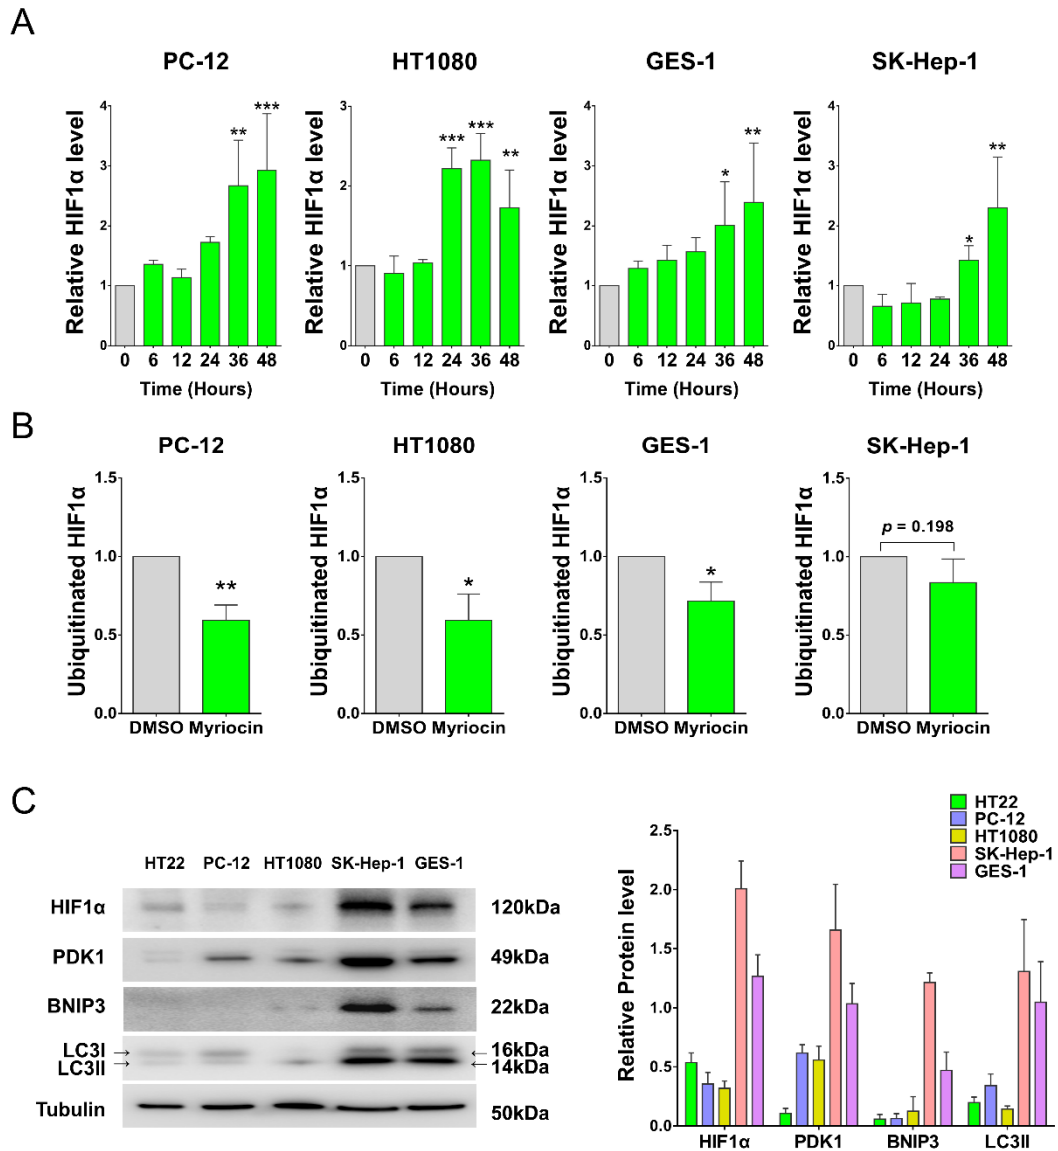 A
PC-12 HT1080 GES-1 SK-Hep-1
Relative HIF1α level
4
3
2
1
0
0 6 12 24 36 48
** ***
Time (Hours)
Relative HIF1α level
3
2
1
0
0 6 12 24 36 48
*** *** **
Time (Hours)
Relative HIF1α level
4
3
2
1
0
0 6 12 24 36 48
* **
Time (Hours)
Relative HIF1α level
4
3
2
1
0
0 6 12 24 36 48
* **
Time (Hours)
B
PC-12 HT1080 GES-1 SK-Hep-1
Ubiquitinated HIF1α
1.5
1.0
0.5
0.0
**
DMSO Myriocin
Ubiquitinated HIF1α
1.5
1.0
0.5
0.0
*
DMSO Myriocin
Ubiquitinated HIF1α
1.5
1.0
0.5
0.0
*
DMSO Myriocin
Ubiquitinated HIF1α
1.5
1.0
0.5
0.0
p = 0.198
DMSO Myriocin
C
HT22 PC-12 HT1080 SK-Hep-1 GES-1
HIF1α 120kDa
PDK1 49kDa
BNIP3 22kDa
LC3I → ← 16kDa
LC3II → ← 14kDa
Tubulin 50kDa
HT22
PC-12
HT1080
SK-Hep-1
GES-1
Relative Protein level
2.5
2.0
1.5
1.0
0.5
0.0
HIF1α PDK1 BNIP3 LC3II